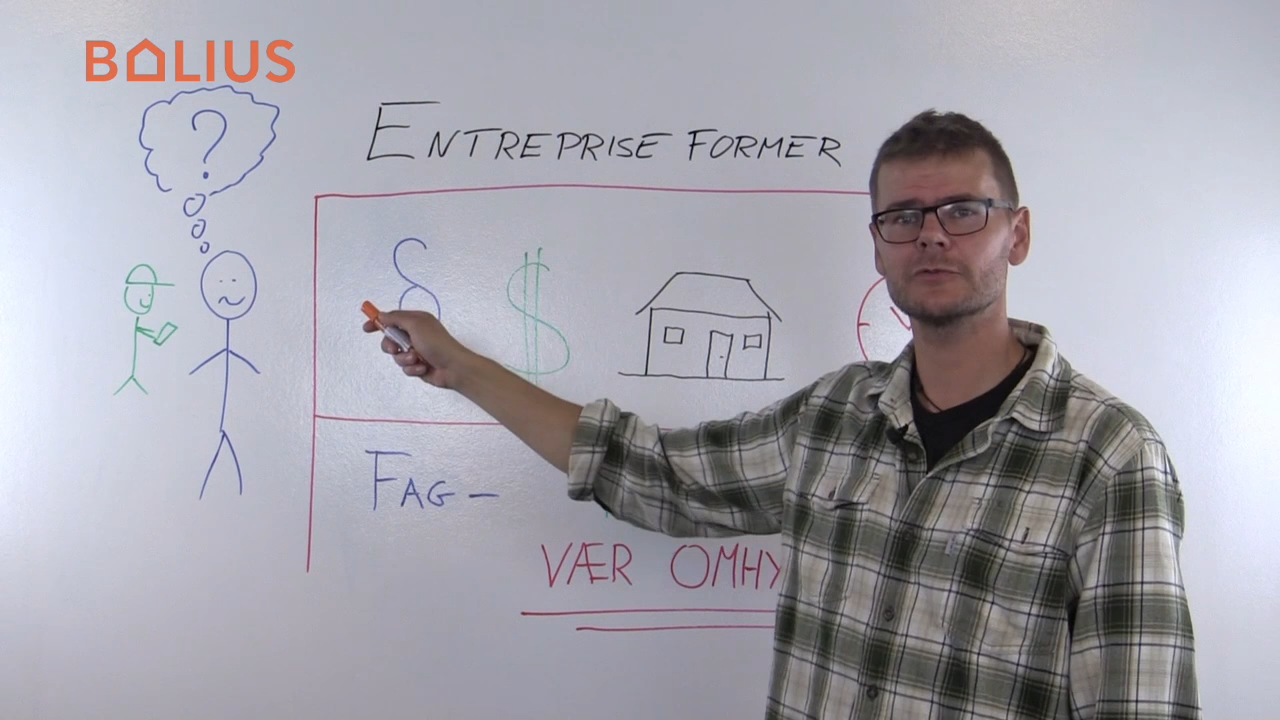 BOLIUS
?
ENTREPRISE FORMER
§ $
FAG-
VÆR OMHY